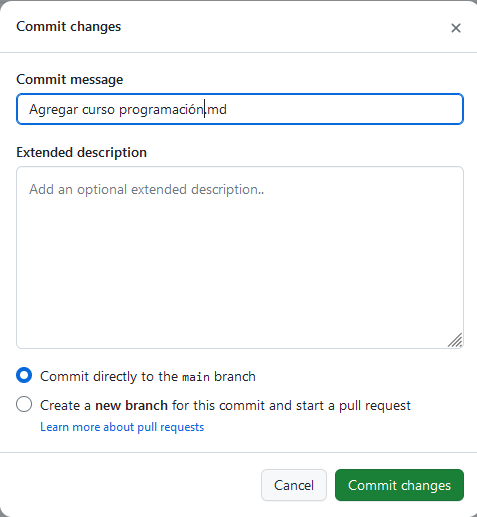 Commit changes
Commit message
Agregar curso programación.md
Extended description
Add an optional extended description..
Commit directly to the main branch
Create a new branch for this commit and start a pull request
Learn more about pull requests
Cancel
Commit changes